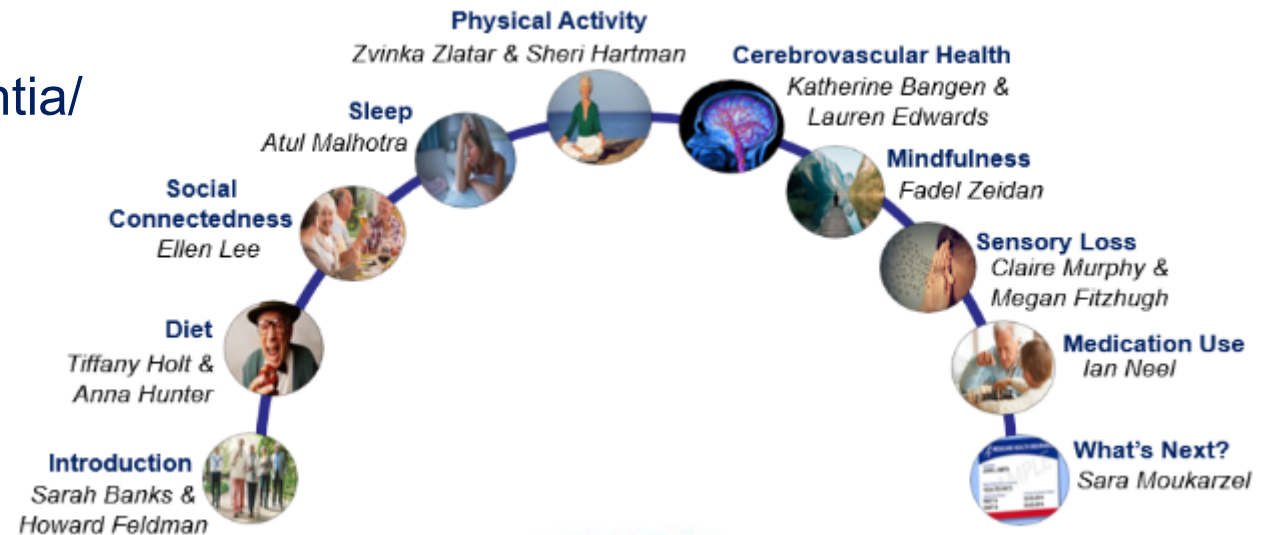 ntia/
Physical Activity
Zvinka Zlatar & Sheri Hartman
Cerebrovascular Health
Katherine Bangen &
Lauren Edwards
Sleep
Atul Malhotra
Mindfulness
Fadel Zeidan
Social
Connectedness
Ellen Lee
Sensory Loss
Claire Murphy &
Megan Fitzhugh
Diet
Tiffany Holt &
Anna Hunter
Medication Use
Ian Neel
Introduction
Sarah Banks &
Howard Feldman
What's Next?
Sara Moukarzel